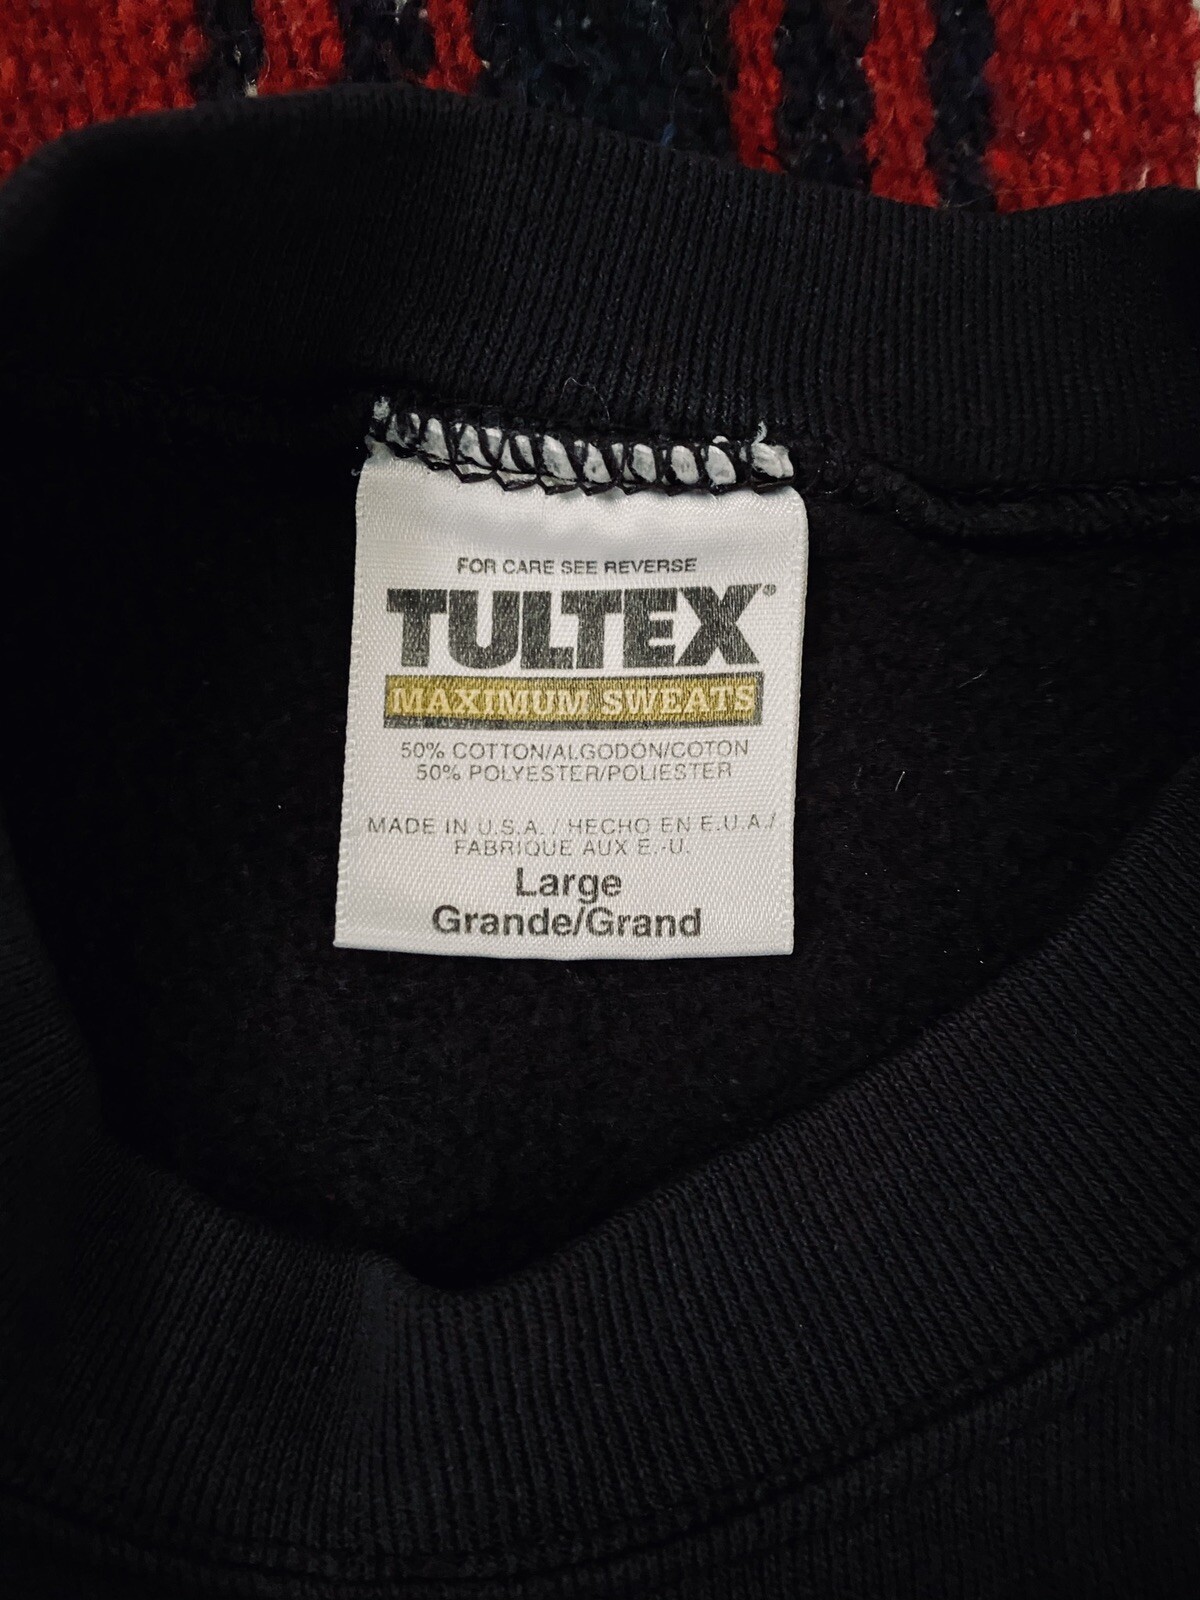 FOR CARE SEE REVERSE
TULTEX®
MAXIMUM SWEATS
50% COTTON/ALGODÓN/COTON
50% POLYESTER/POLIESTER
MADE IN U.S.A. / HECHO EN E.U.A./
FABRIQUE AUX E.-U.
Large
Grande/Grand